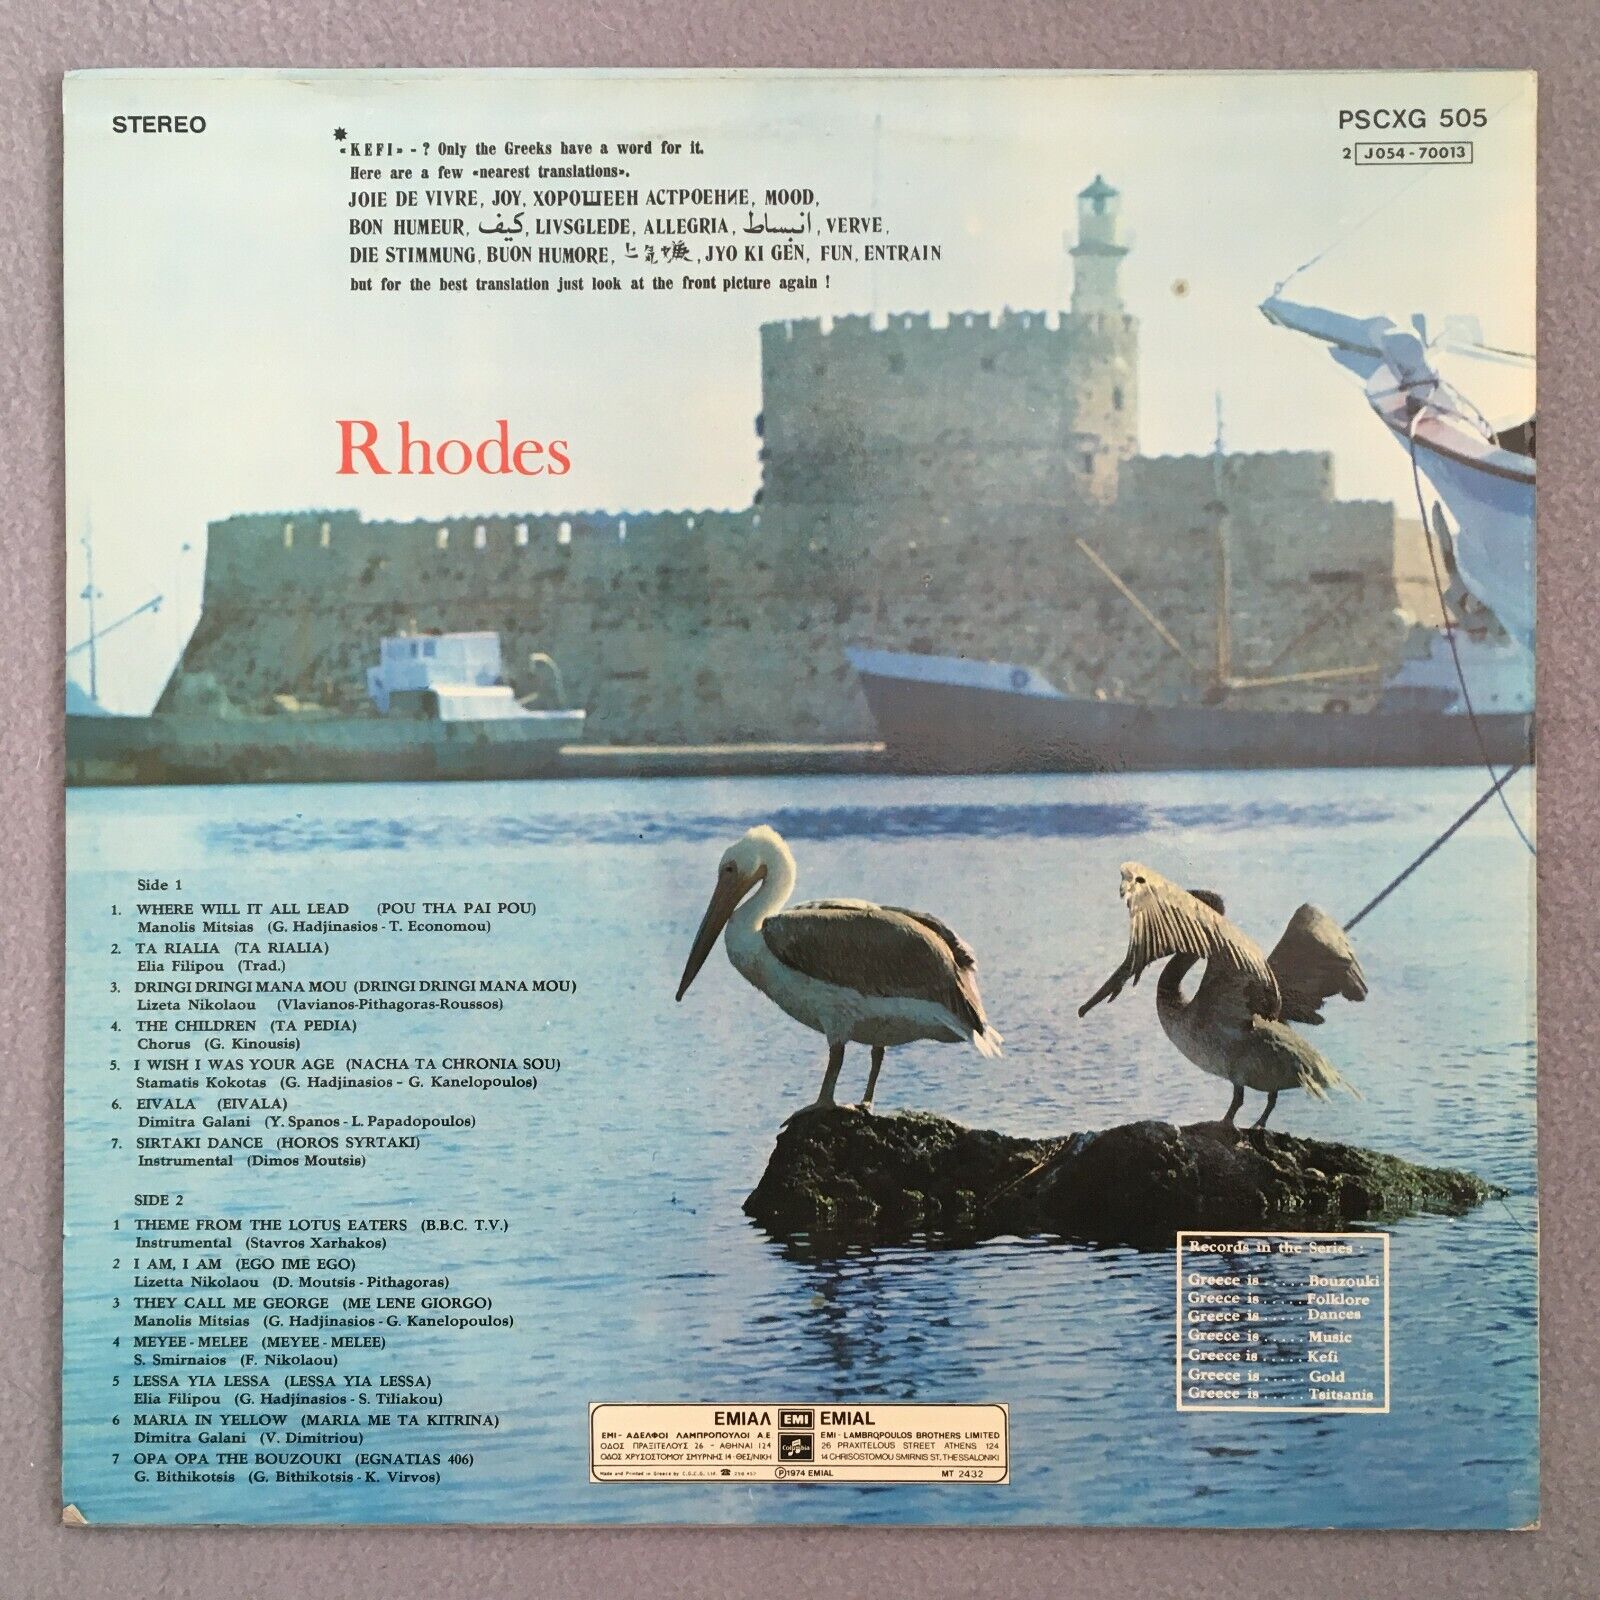 STEREO
PSCXG 505
2 J054-70013
✷
«KEFI» - ? Only the Greeks have a word for it.
Here are a few «nearest translations».
JOIE DE VIVRE, JOY, ХОРОШЕЕН АСТРОЕНИЕ, MOOD,
BON HUMEUR, كيف, LIVSGLEDE, ALLEGRIA, انبساط, VERVE,
DIE STIMMUNG, BUON HUMORE, JYO KI GEN, FUN, ENTRAIN
but for the best translation just look at the front picture again !
Rhodes
Side 1
1. WHERE WILL IT ALL LEAD (POU THA PAI POU)
Manolis Mitsias (G. Hadjinasios - T. Economou)
2. TA RIALIA (TA RIALIA)
Elia Filipou (Trad.)
3. DRINGI DRINGI MANA MOU (DRINGI DRINGI MANA MOU)
Lizeta Nikolaou (Vlavianos-Pithagoras-Roussos)
4. THE CHILDREN (TA PEDIA)
Chorus (G. Kinousis)
5. I WISH I WAS YOUR AGE (NACHA TA CHRONIA SOU)
Stamatis Kokotas (G. Hadjinasios - G. Kanelopoulos)
6. EIVALA (EIVALA)
Dimitra Galani (Y. Spanos - L. Papadopoulos)
7. SIRTAKI DANCE (HOROS SYRTAKI)
Instrumental (Dimos Moutsis)
SIDE 2
1 THEME FROM THE LOTUS EATERS (B.B.C. T.V.)
Instrumental (Stavros Xarhakos)
2 I AM, I AM (EGO IME EGO)
Lizetta Nikolaou (D. Moutsis - Pithagoras)
3 THEY CALL ME GEORGE (ME LENE GIORGO)
Manolis Mitsias (G. Hadjinasios - G. Kanelopoulos)
4 MEYEE - MELEE (MEYEE - MELEE)
S. Smirnaios (F. Nikolaou)
5 LESSA YIA LESSA (LESSA YIA LESSA)
Elia Filipou (G. Hadjinasios - S. Tiliakou)
6 MARIA IN YELLOW (MARIA ME TA KITRINA)
Dimitra Galani (V. Dimitriou)
7 OPA OPA THE BOUZOUKI (EGNATIAS 406)
G. Bithikotsis (G. Bithikotsis - K. Virvos)
Records in the Series :
Greece is ..... Bouzouki
Greece is ..... Folklore
Greece is ..... Dances
Greece is ..... Music
Greece is ..... Kefi
Greece is ..... Gold
Greece is ..... Tsitsanis
ΕΜΙΑΛ EMI EMIAL
ΕΜΙ - ΑΔΕΛΦΟΙ ΛΑΜΠΡΟΠΟΥΛΟΙ Α.Ε.
ΟΔΟΣ ΠΡΑΞΙΤΕΛΟΥΣ 26 - ΑΘΗΝΑΙ 124
ΟΔΟΣ ΧΡΥΣΟΣΤΟΜΟΥ ΣΜΥΡΝΗΣ 14 - ΘΕΣ/ΝΙΚΗ
Columbia
EMI - LAMBROPOULOS BROTHERS LIMITED
26 PRAXITELOUS STREET ATHENS 124
14 CHRISOSTOMOU SMIRNIS ST, THESSALONIKI
Made and Printed in Greece by C.G.C.G. Ltd. ☎ 250 457 Ⓟ1974 EMIAL MT 2432